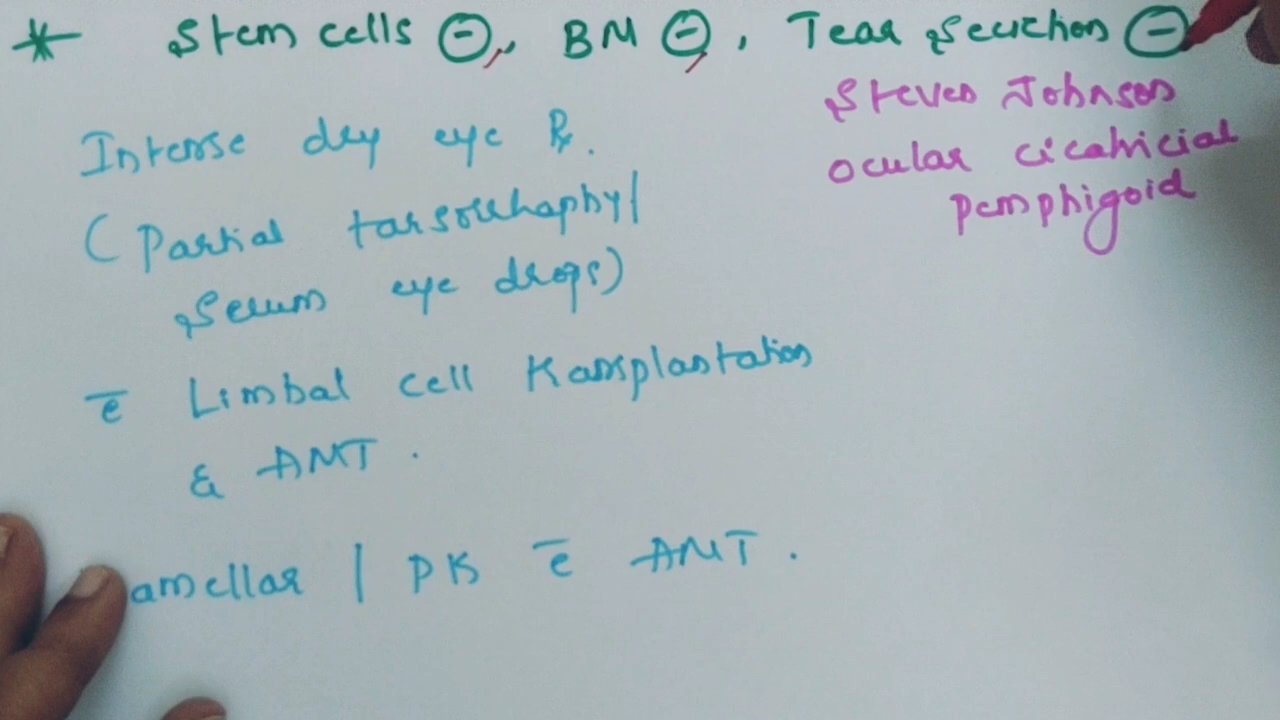 * Stem cells ⊖, BM ⊖, Tear secretion ⊖
Steven Johnson
ocular cicatricial
pemphigoid
Intense dry eye ℞.
(Partial tarsorrhaphy/
Serum eye drops)
c̄ Limbal cell transplantation
& AMT.
amellar / PK c̄ AMT.